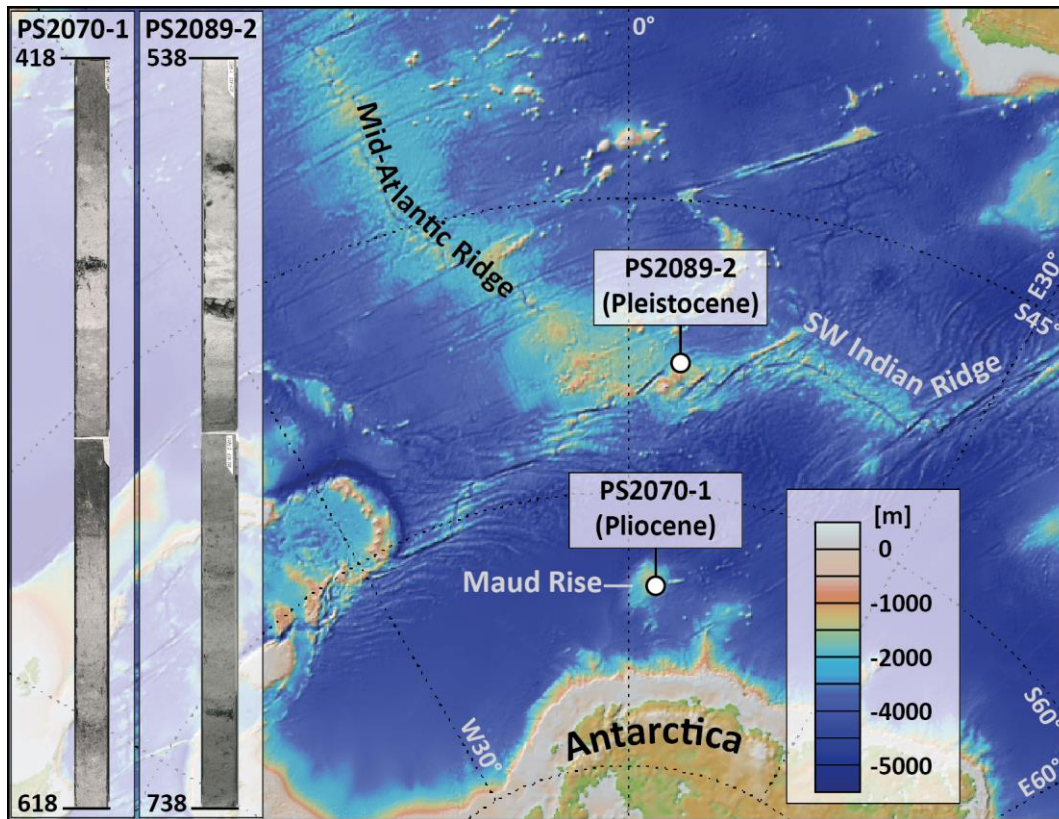 PS2070-1
418
618
PS2089-2
538
738
0°
Mid-Atlantic Ridge
PS2089-2
(Pleistocene)
E30°
S45°
SW Indian Ridge
PS2070-1
(Pliocene)
Maud Rise
[m]
0
-1000
-2000
-4000
-5000
S60°
E60°
W30°
Antarctica